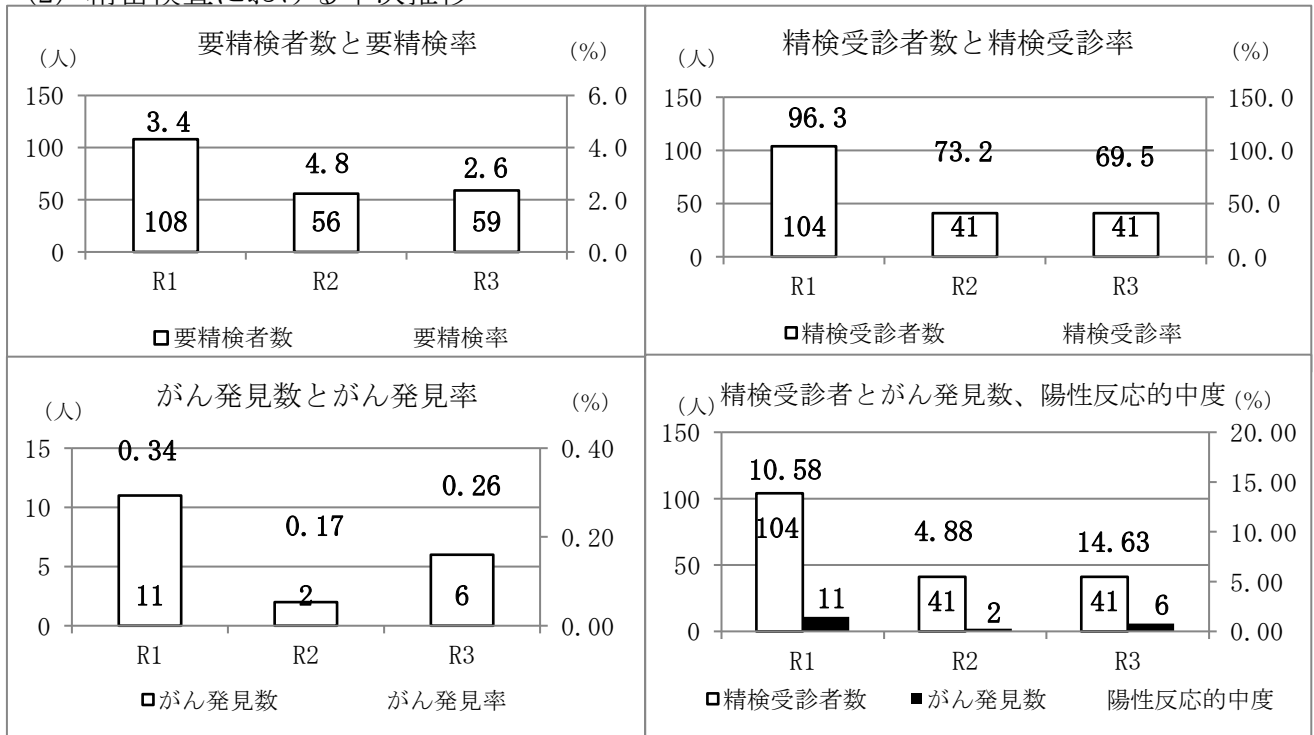 (2) 精密検査における年次推移
要精検者数と要精検率
(人)
(%)
150
100
50
0
6.0
4.0
2.0
0.0
3.4
4.8
2.6
108
56
59
R1
R2
R3
要精検者数
要精検率
精検受診者数と精検受診率
(人)
(%)
150
100
50
0
150.0
100.0
50.0
0.0
96.3
73.2
69.5
104
41
41
R1
R2
R3
精検受診者数
精検受診率
がん発見数とがん発見率
(人)
(%)
15
10
5
0
0.40
0.20
0.00
0.34
0.17
0.26
11
2
6
R1
R2
R3
がん発見数
がん発見率
精検受診者とがん発見数、陽性反応的中度
(人)
(%)
150
100
50
0
20.00
15.00
10.00
5.00
0.00
10.58
4.88
14.63
104
11
41
2
41
6
R1
R2
R3
精検受診者数
がん発見数
陽性反応的中度